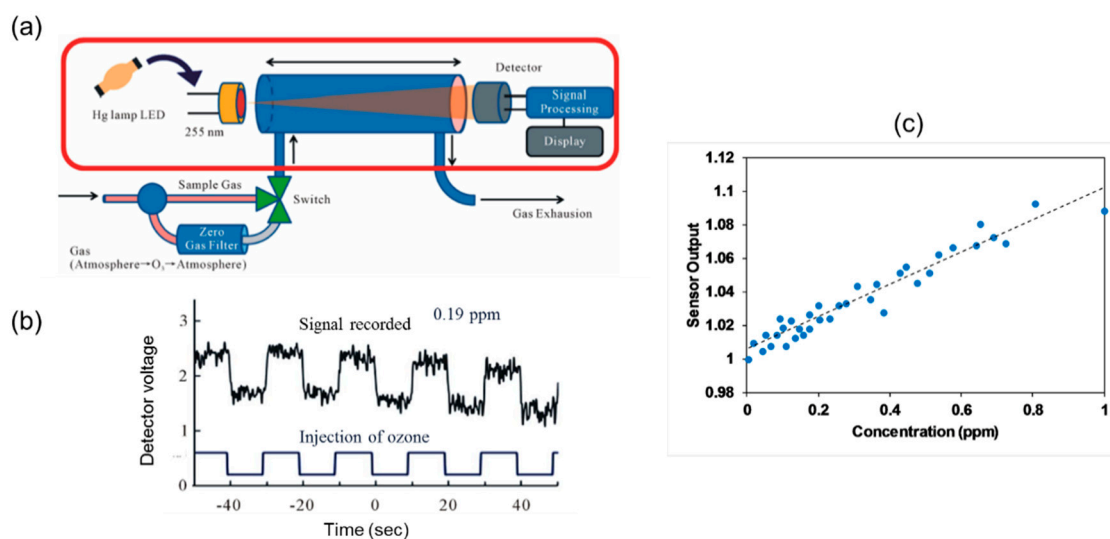 (a)
Hg lamp LED
255 nm
Detector
Signal
Processing
Display
Sample Gas
Switch
Zero
Gas Filter
Gas Exhausion
Gas
(Atmosphere→O₃→Atmosphere)
(b)
Detector voltage
3
2
1
0
Signal recorded
0.19 ppm
Injection of ozone
-40
-20
0
20
40
Time (sec)
(c)
Sensor Output
1.12
1.1
1.08
1.06
1.04
1.02
1
0.98
0
0.2
0.4
0.6
0.8
1
Concentration (ppm)